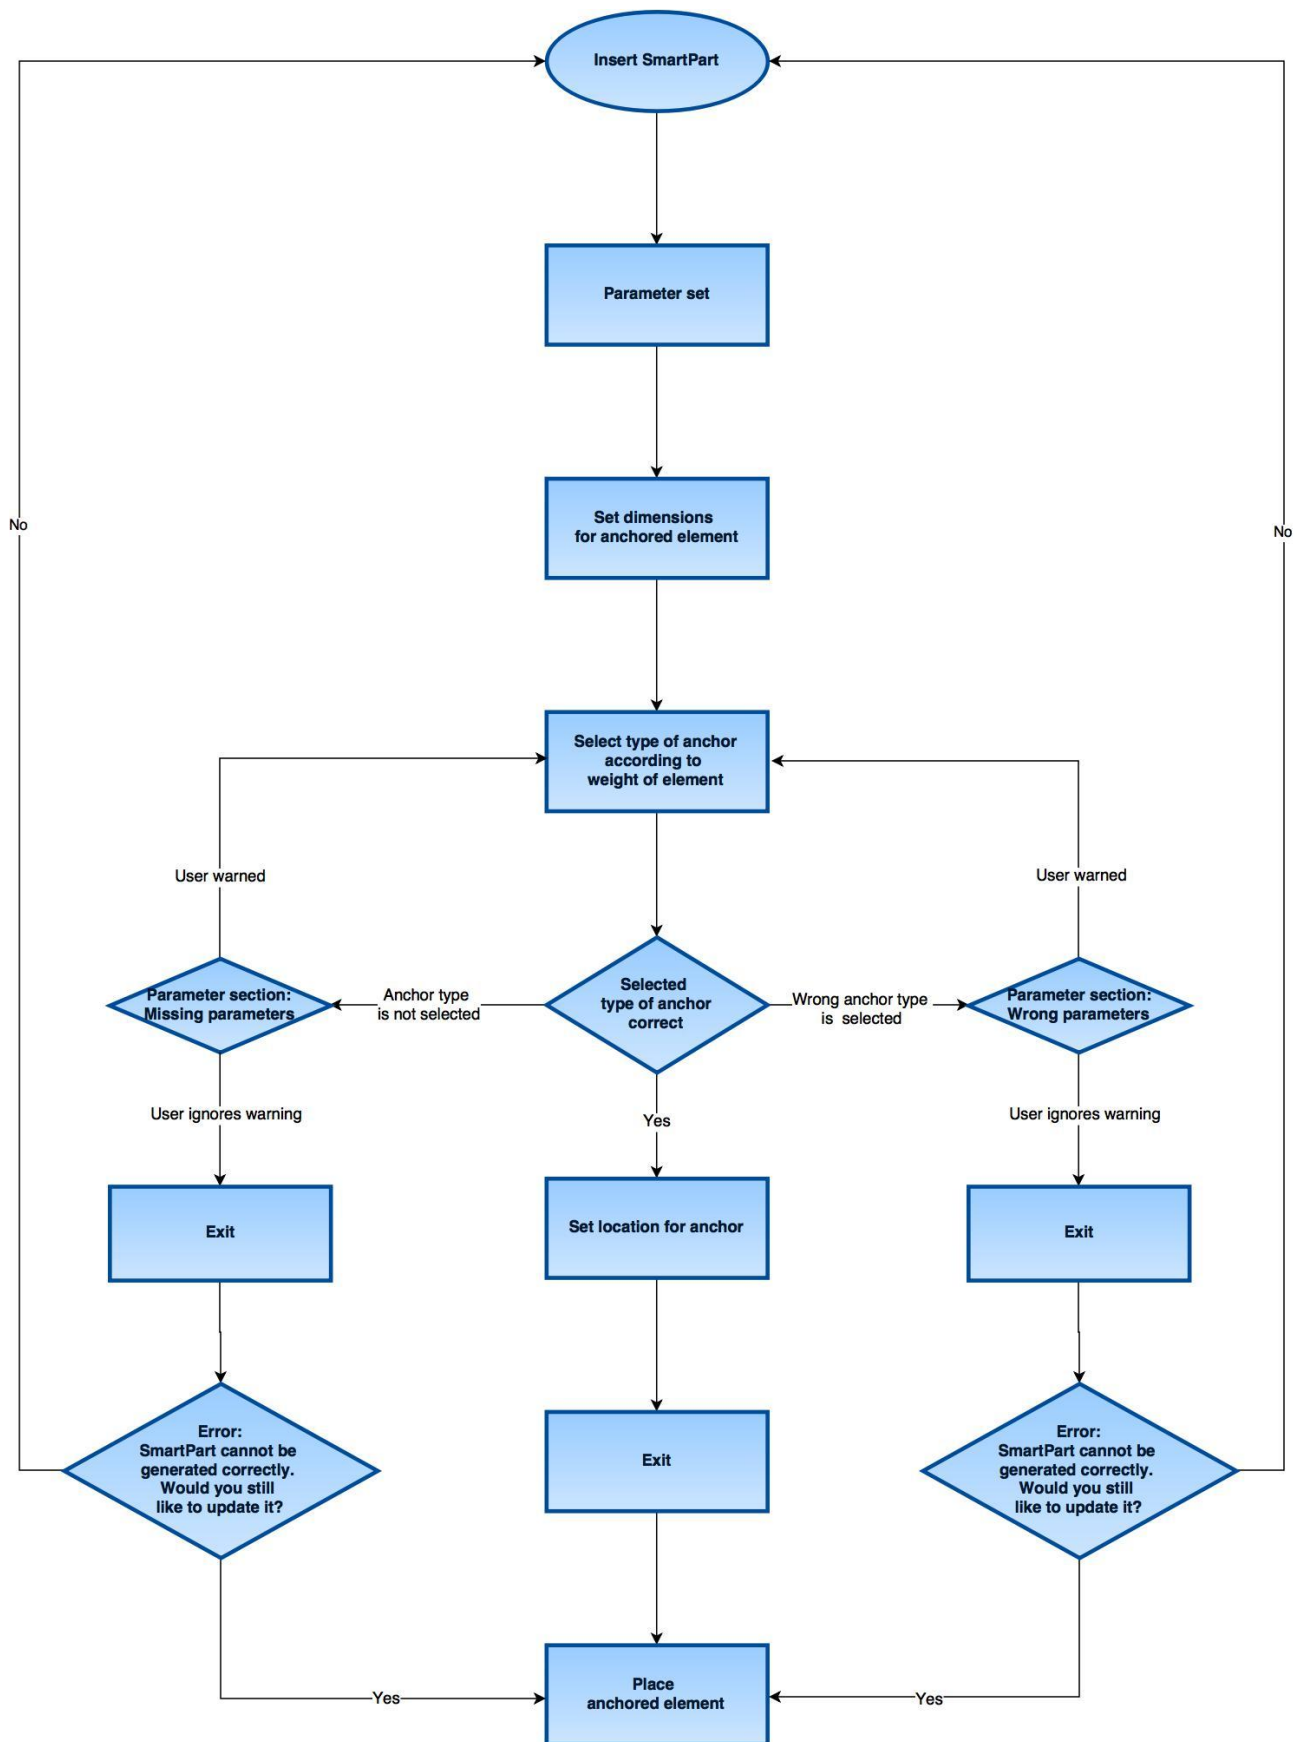 Insert SmartPart
Parameter set
No
Set dimensions
for anchored element
No
Select type of anchor
according to
weight of element
User warned
User warned
Parameter section:
Missing parameters
Anchor type
is not selected
Selected
type of anchor
correct
Wrong anchor type
is selected
Parameter section:
Wrong parameters
User ignores warning
Yes
User ignores warning
Exit
Set location for anchor
Exit
Error:
SmartPart cannot be
generated correctly.
Would you still
like to update it?
Exit
Error:
SmartPart cannot be
generated correctly.
Would you still
like to update it?
Yes
Place
anchored element
Yes